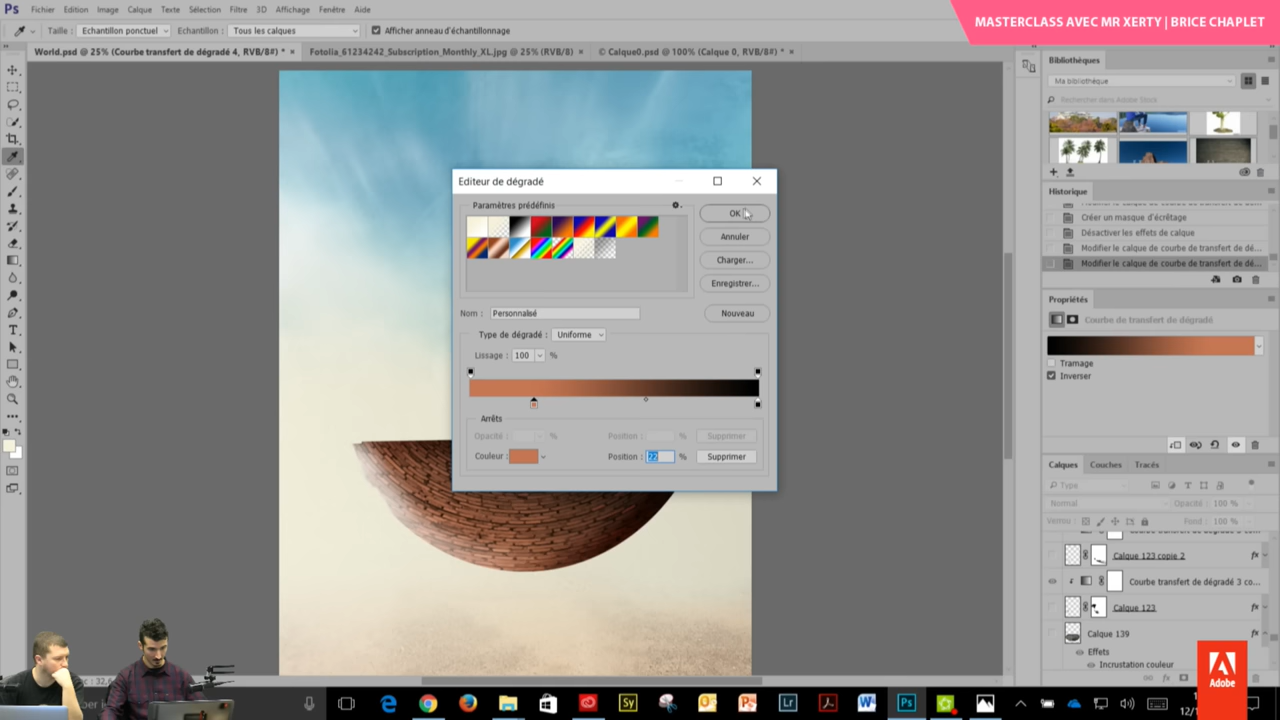 MASTERCLASS AVEC MR XERTY | BRICE CHAPLET
Ps Fichier Edition Image Calque Texte Sélection Filtre 3D Affichage Fenêtre Aide
Taille : Echantillon ponctuel Echantillon : Tous les calques Afficher anneau d'échantillonnage
World.psd @ 25% (Courbe transfert de dégradé 4, RVB/8#) * × Fotolia_61234242_Subscription_Monthly_XL.jpg @ 25% (RVB/8) × © Calque0.psd @ 100% (Calque 0, RVB/8#) * ×
Bibliothèques
Ma bibliothèque
Rechercher dans Adobe Stock
Historique
Créer un masque d'écrêtage
Désactiver les effets de calque
Modifier le calque de courbe de transfert de dé...
Modifier le calque de courbe de transfert de dé...
Propriétés
Courbe de transfert de dégradé
Tramage
Inverser
Calques Couches Tracés
Type
Normal Opacité : 100 %
Verrou : Fond : 100 %
Calque 123 copie 2 fx
Courbe transfert de dégradé 3 co...
Calque 123 fx
Calque 139 fx
Effets
Incrustation couleur
Editeur de dégradé
Paramètres prédéfinis
OK
Annuler
Charger...
Enregistrer...
Nom : Personnalisé Nouveau
Type de dégradé : Uniforme
Lissage : 100 %
Arrêts
Opacité : % Position : % Supprimer
Couleur : Position : 22 % Supprimer
Adobe